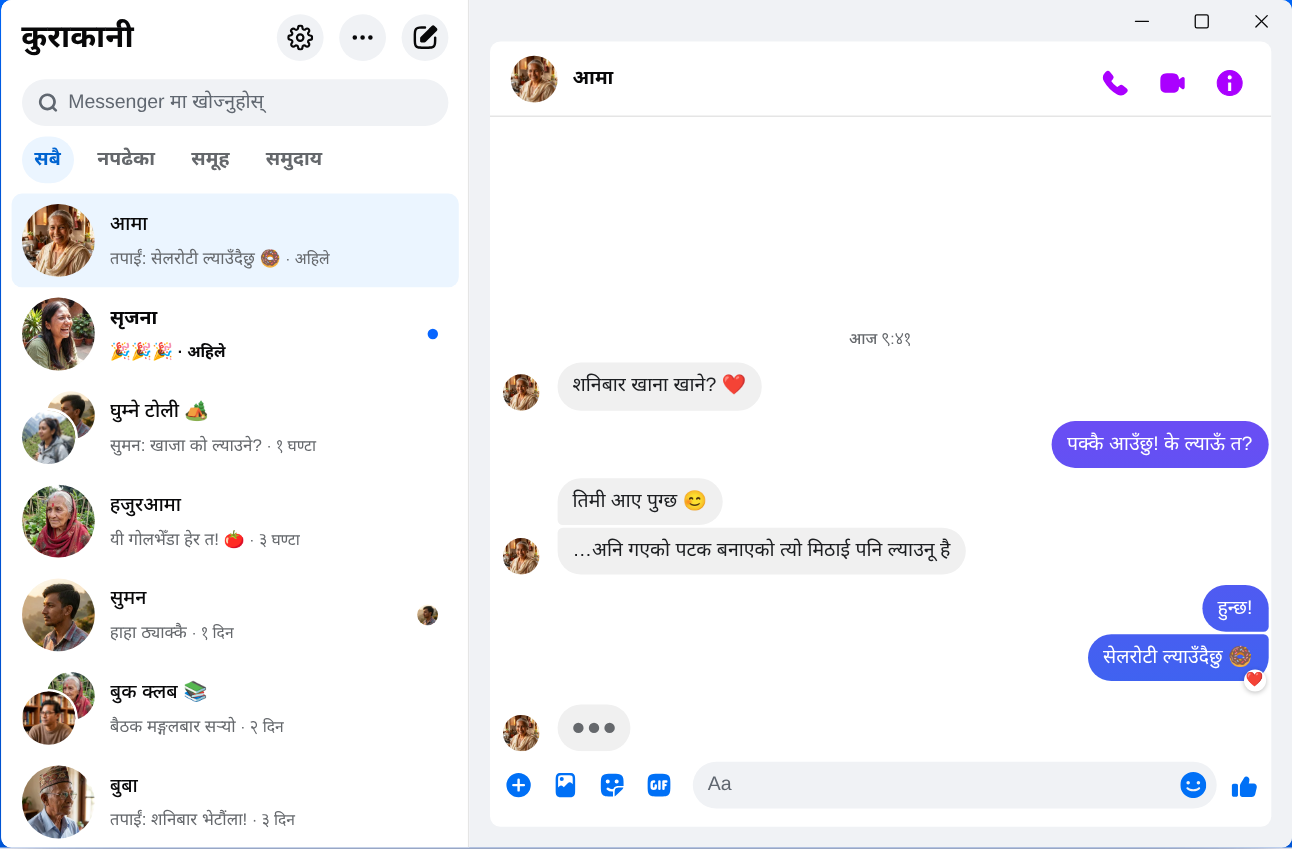 कुराकानी
Messenger मा खोज्नुहोस्
सबै नपढेका समूह समुदाय
आमा
तपाईं: सेलरोटी ल्याउँदैछु 🍩 · अहिले
सृजना
🎉🎉🎉 · अहिले
घुम्ने टोली 🏕️
सुमन: खाजा को ल्याउने? · १ घण्टा
हजुरआमा
यी गोलभेँडा हेर त! 🍅 · ३ घण्टा
सुमन
हाहा ठ्याक्कै · १ दिन
बुक क्लब 📚
बैठक मङ्गलबार सऱ्यो · २ दिन
बुबा
तपाईं: शनिबार भेटौंला! · ३ दिन
आमा
आज ९:४१
शनिबार खाना खाने? ❤️
पक्कै आउँछु! के ल्याऊँ त?
तिमी आए पुग्छ 😊
…अनि गएको पटक बनाएको त्यो मिठाई पनि ल्याउनू है
हुन्छ!
सेलरोटी ल्याउँदैछु 🍩
❤️
GIF
Aa